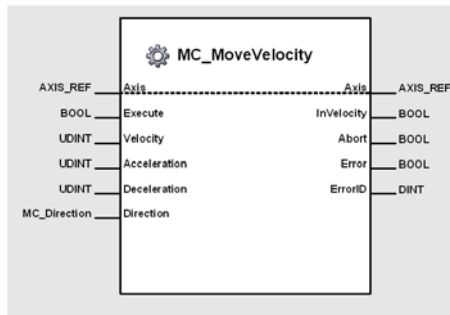 MC_MoveVelocity
AXIS_REF Axis Axis AXIS_REF
BOOL Execute InVelocity BOOL
UDINT Velocity Abort BOOL
UDINT Acceleration Error BOOL
UDINT Deceleration ErrorID DINT
MC_Direction Direction